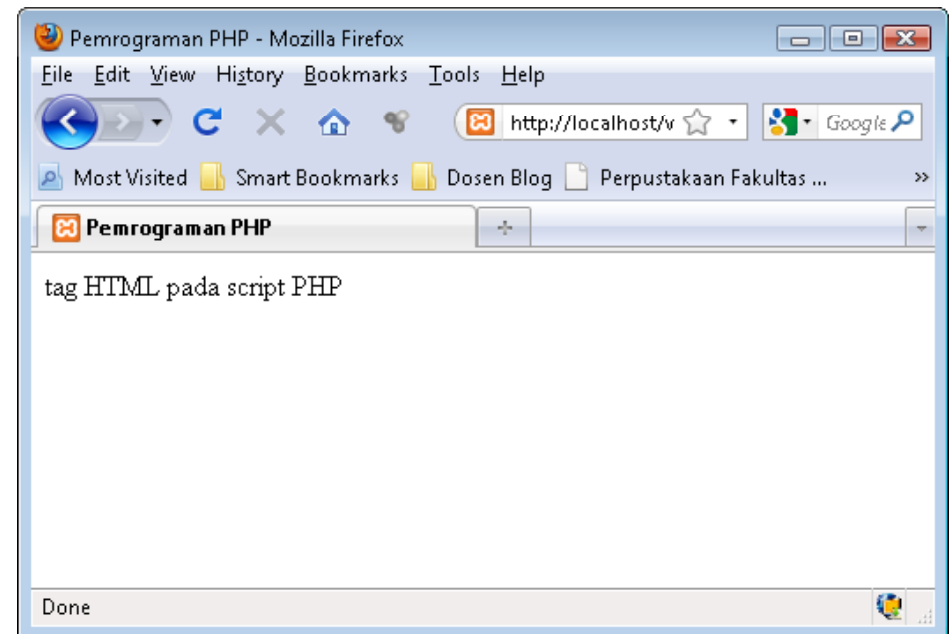 Pemrograman PHP - Mozilla Firefox
File Edit View History Bookmarks Tools Help
http://localhost/v Google
Most Visited Smart Bookmarks Dosen Blog Perpustakaan Fakultas ... »
Pemrograman PHP
tag HTML pada script PHP
Done